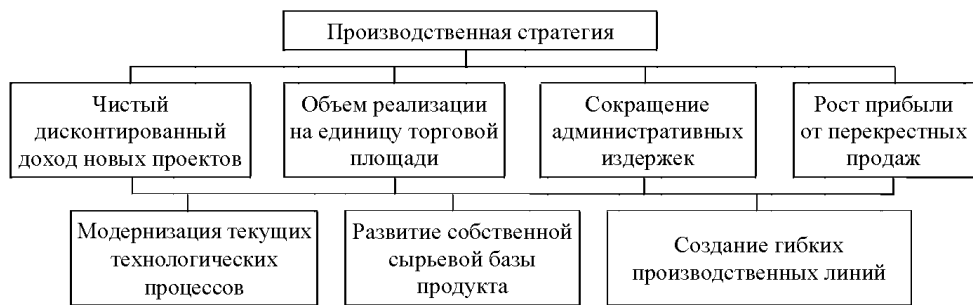 Производственная стратегия
Чистый
дисконтированный
доход новых проектов
Объем реализации
на единицу торговой
площади
Сокращение
административных
издержек
Рост прибыли
от перекрестных
продаж
Модернизация текущих
технологических
процессов
Развитие собственной
сырьевой базы
продукта
Создание гибких
производственных линий